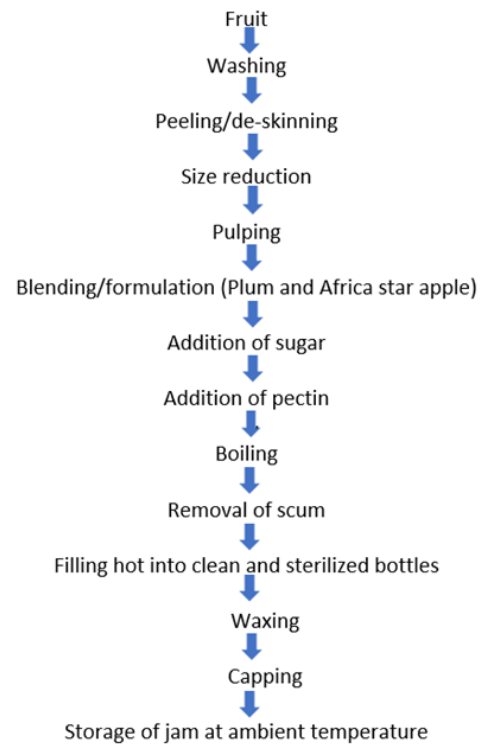 Fruit
Washing
Peeling/de-skinning
Size reduction
Pulping
Blending/formulation (Plum and Africa star apple)
Addition of sugar
Addition of pectin
Boiling
Removal of scum
Filling hot into clean and sterilized bottles
Waxing
Capping
Storage of jam at ambient temperature